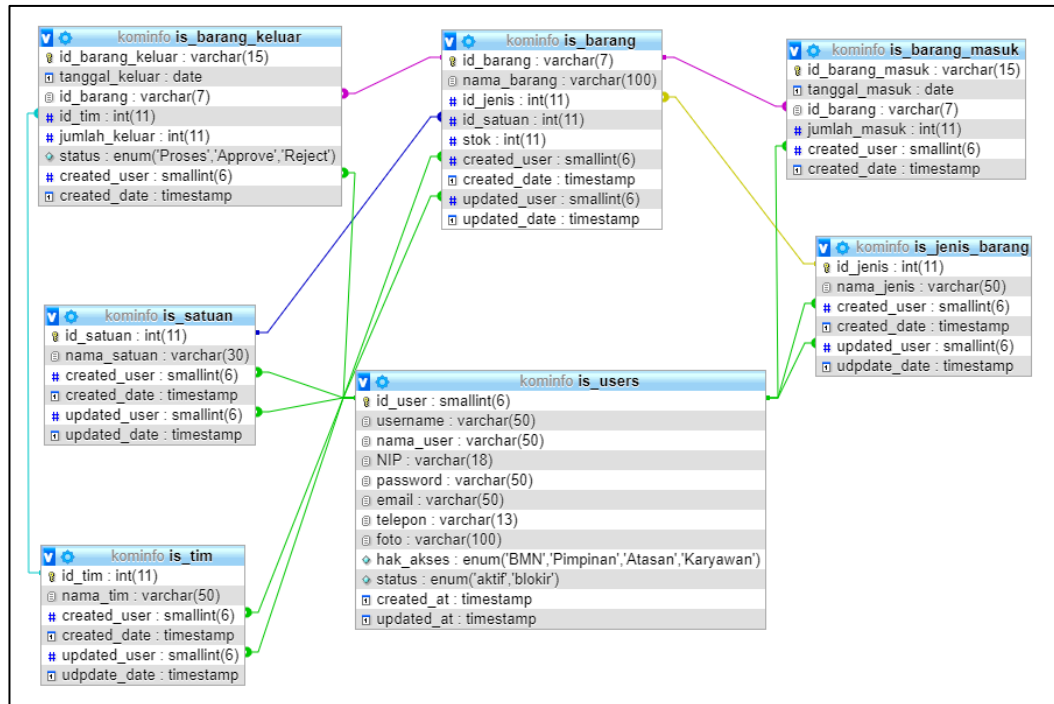 kominfo is_barang_keluar
id_barang_keluar : varchar(15)
tanggal_keluar : date
id_barang : varchar(7)
id_tim : int(11)
jumlah_keluar : int(11)
status : enum('Proses','Approve','Reject')
created_user : smallint(6)
created_date : timestamp
kominfo is_barang
id_barang : varchar(7)
nama_barang : varchar(100)
id_jenis : int(11)
id_satuan : int(11)
stok : int(11)
created_user : smallint(6)
created_date : timestamp
updated_user : smallint(6)
updated_date : timestamp
kominfo is_barang_masuk
id_barang_masuk : varchar(15)
tanggal_masuk : date
id_barang : varchar(7)
jumlah_masuk : int(11)
created_user : smallint(6)
created_date : timestamp
kominfo is_jenis_barang
id_jenis : int(11)
nama_jenis : varchar(50)
created_user : smallint(6)
created_date : timestamp
updated_user : smallint(6)
udpdate_date : timestamp
kominfo is_satuan
id_satuan : int(11)
nama_satuan : varchar(30)
created_user : smallint(6)
created_date : timestamp
updated_user : smallint(6)
updated_date : timestamp
kominfo is_users
id_user : smallint(6)
username : varchar(50)
nama_user : varchar(50)
NIP : varchar(18)
password : varchar(50)
email : varchar(50)
telepon : varchar(13)
foto : varchar(100)
hak_akses : enum('BMN','Pimpinan','Atasan','Karyawan')
status : enum('aktif','blokir')
created_at : timestamp
updated_at : timestamp
kominfo is_tim
id_tim : int(11)
nama_tim : varchar(50)
created_user : smallint(6)
created_date : timestamp
updated_user : smallint(6)
udpdate_date : timestamp